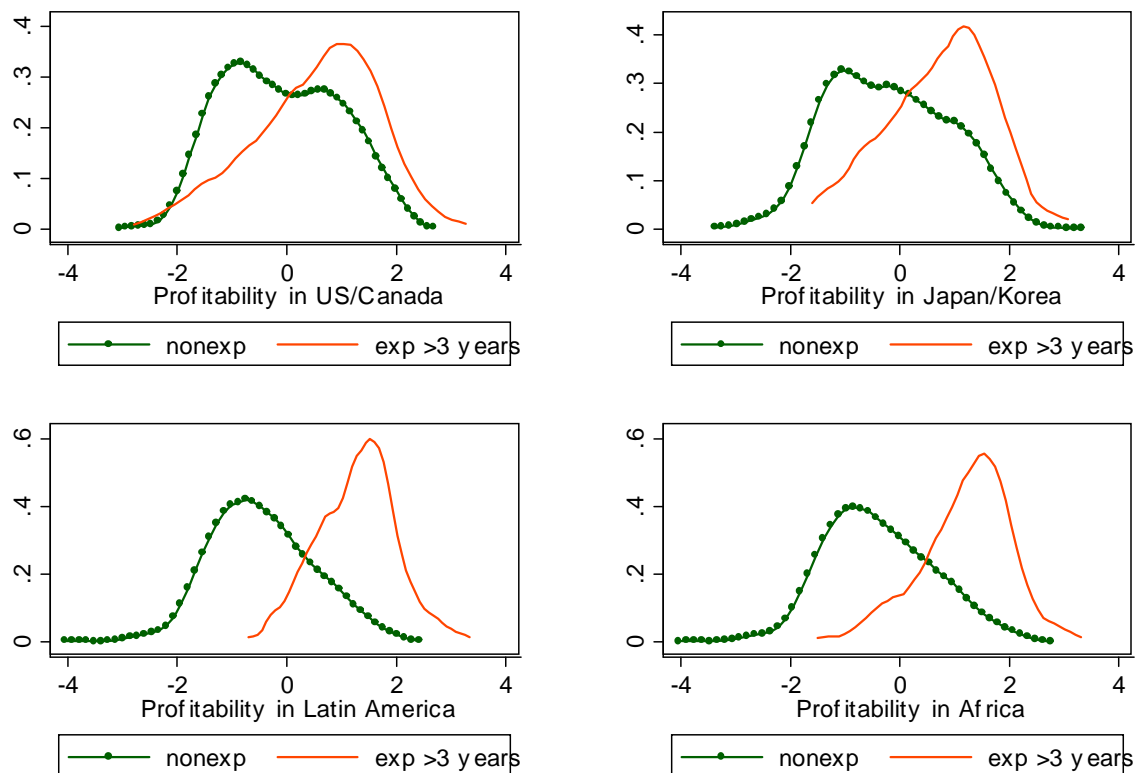 .4
.3
.2
.1
0
-4 -2 0 2 4
Profitability in US/Canada
nonexp exp >3 years
.4
.3
.2
.1
0
-4 -2 0 2 4
Profitability in Japan/Korea
nonexp exp >3 years
.6
.4
.2
0
-4 -2 0 2 4
Profitability in Latin America
nonexp exp >3 years
.6
.4
.2
0
-4 -2 0 2 4
Profitability in Africa
nonexp exp >3 years